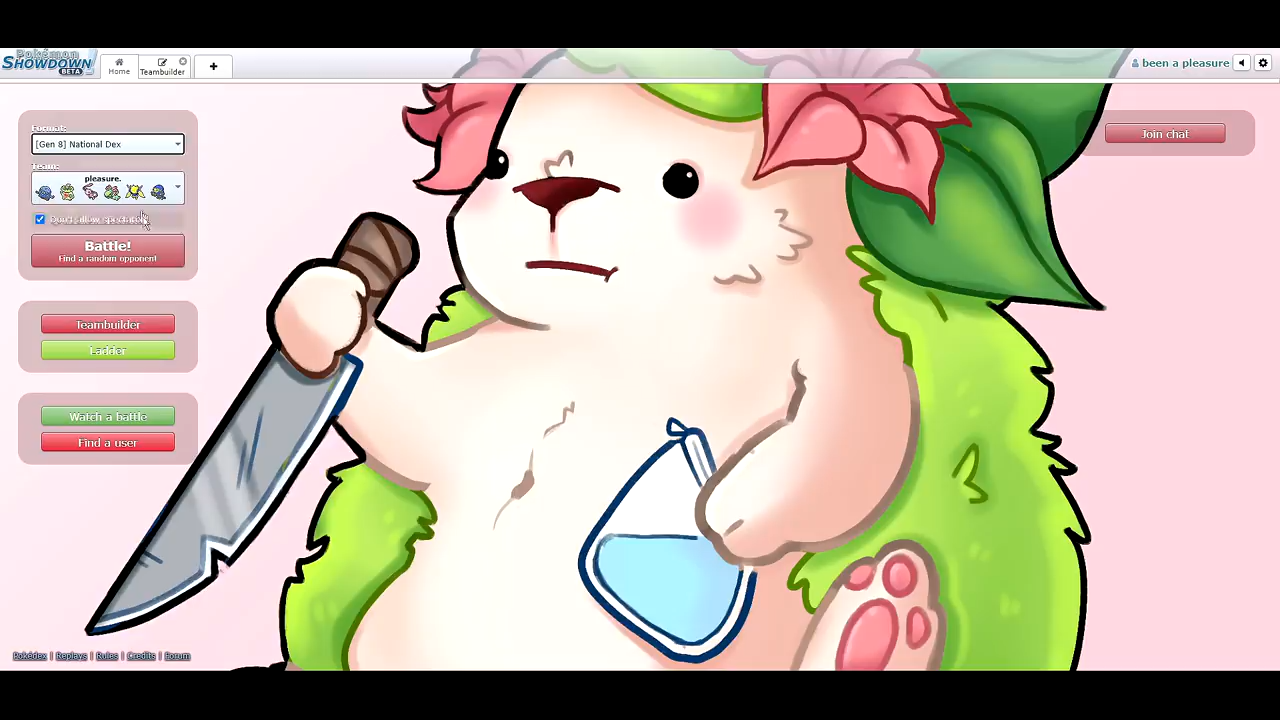 Pokémon
SHOWDOWN
BETA
Home
Teambuilder
been a pleasure
Format:
[Gen 8] National Dex
Team:
pleasure.
Don't allow spectators
Battle!
Find a random opponent
Teambuilder
Ladder
Watch a battle
Find a user
Join chat
Pokédex | Replays | Rules | Credits | Forum